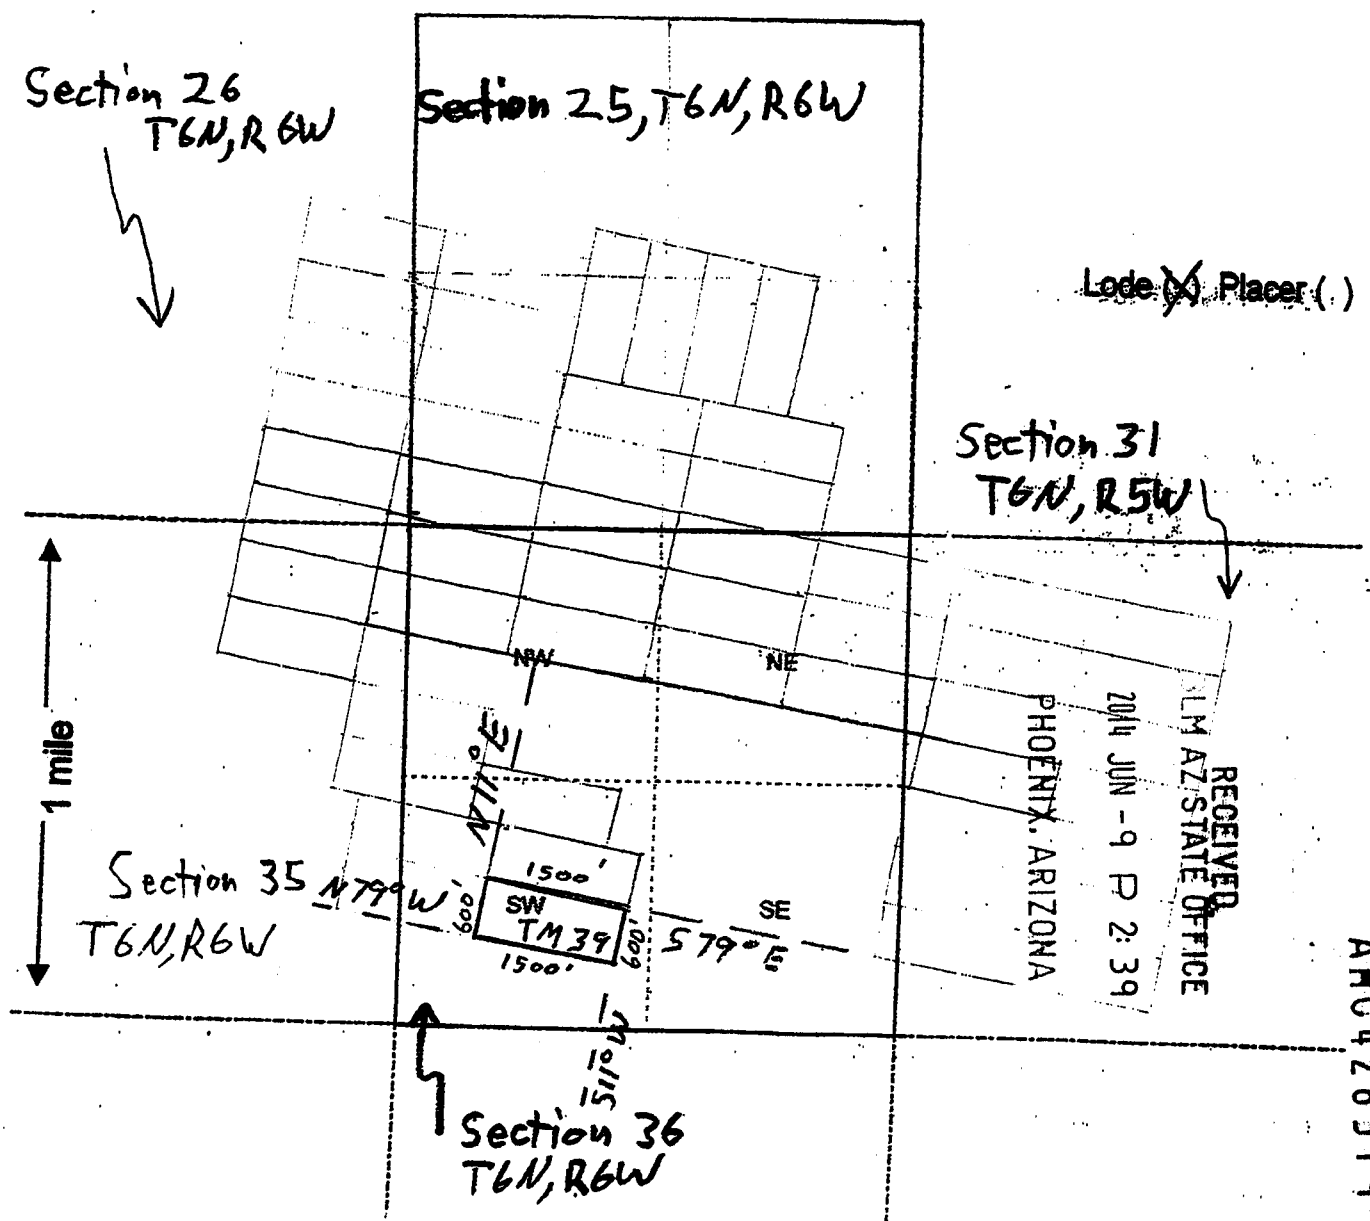 Section 26
T6N, R6W
Section 25, T6N, R6W
Lode (X) Placer ( )
Section 31
T6N, R5W
NW
NE
N11°E
1 mile
RECEIVED
LM AZ STATE OFFICE
2014 JUN -9 P 2:39
PHOENIX, ARIZONA
Section 35
T6N, R6W
N79°W
1500'
600'
SW
TM 39
600'
1500'
SE
S79°E
S11°W
Section 36
T6N, R6W